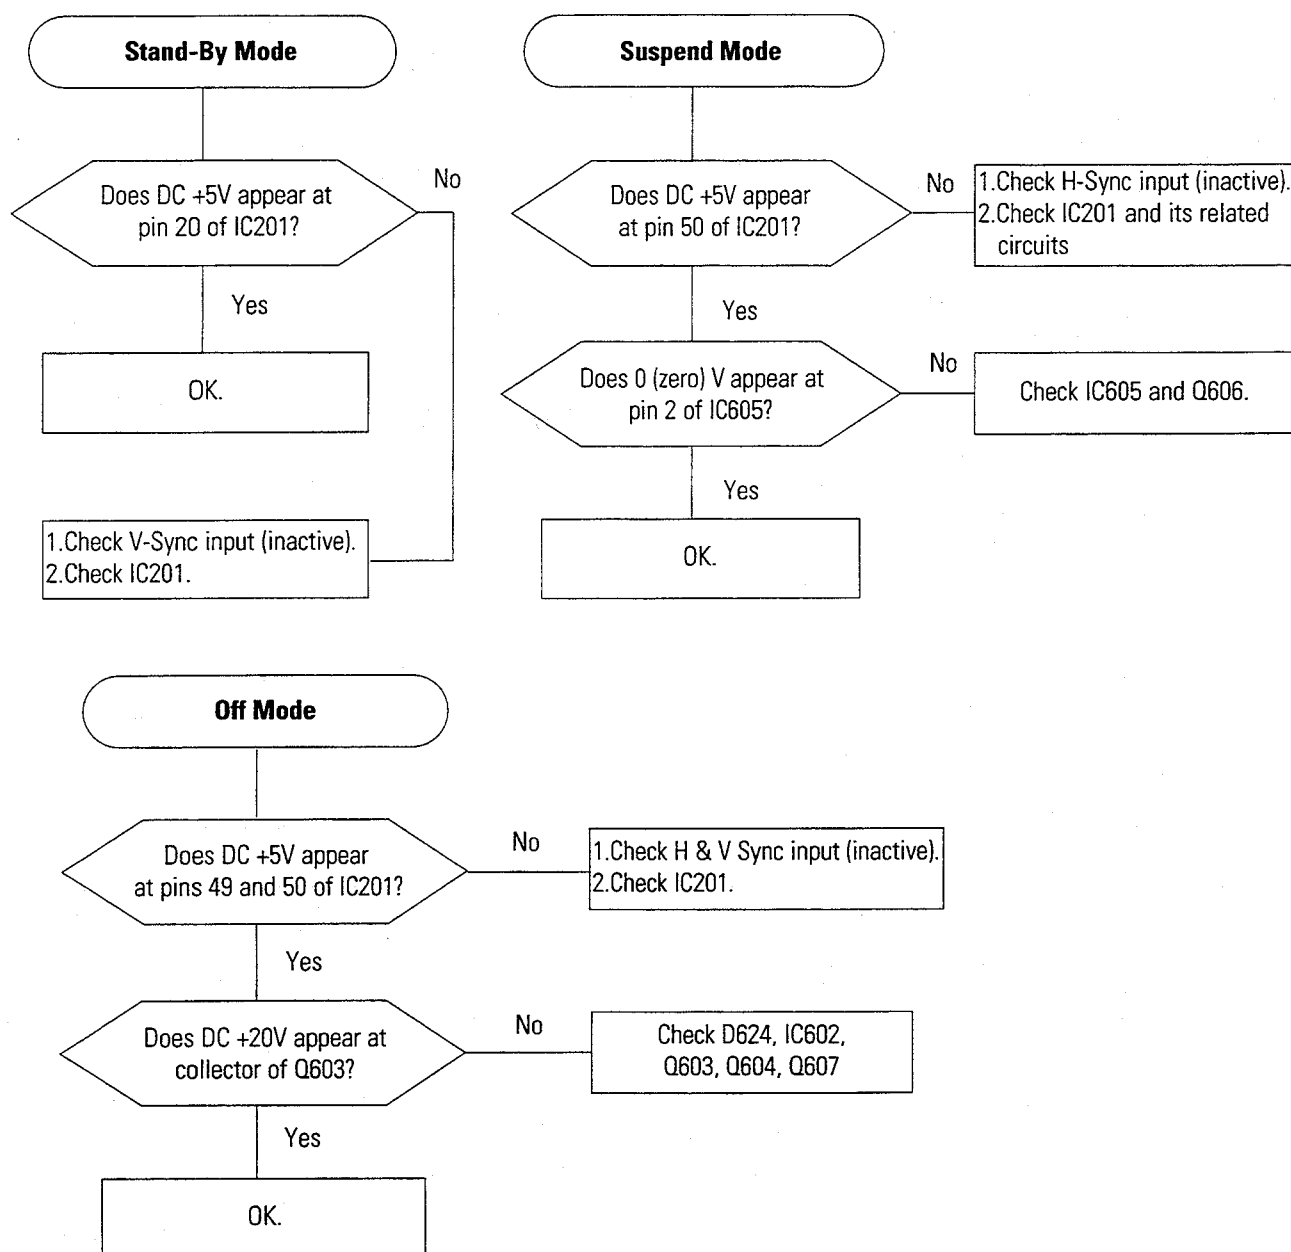 Stand-By Mode
Does DC +5V appear at
pin 20 of IC201?
No
Yes
OK.
1.Check V-Sync input (inactive).
2.Check IC201.
Suspend Mode
Does DC +5V appear
at pin 50 of IC201?
No
1.Check H-Sync input (inactive).
2.Check IC201 and its related
circuits
Yes
Does 0 (zero) V appear at
pin 2 of IC605?
No
Check IC605 and Q606.
Yes
OK.
Off Mode
Does DC +5V appear
at pins 49 and 50 of IC201?
No
1.Check H & V Sync input (inactive).
2.Check IC201.
Yes
Does DC +20V appear at
collector of Q603?
No
Check D624, IC602,
Q603, Q604, Q607
Yes
OK.